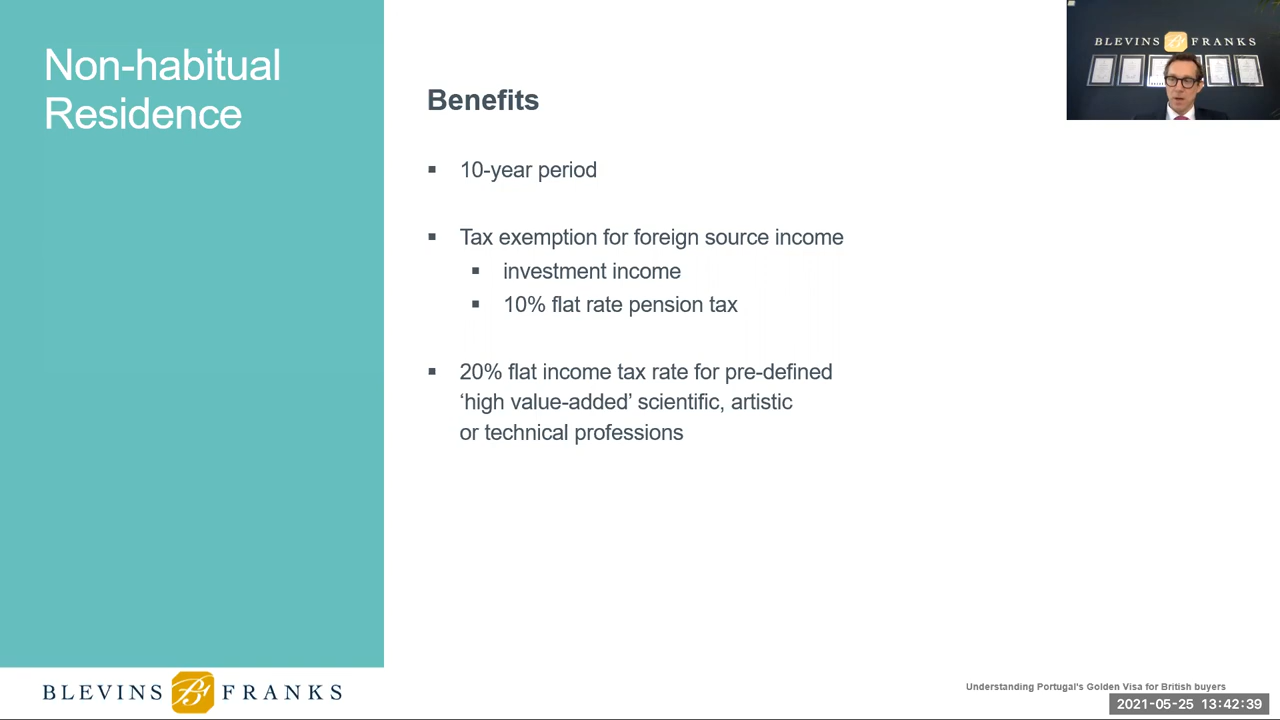 Non-habitual
Residence
BLEVINS FRANKS
Benefits
▪ 10-year period
▪ Tax exemption for foreign source income
▪ investment income
▪ 10% flat rate pension tax
▪ 20% flat income tax rate for pre-defined
‘high value-added’ scientific, artistic
or technical professions
BLEVINS FRANKS
Understanding Portugal's Golden Visa for British buyers
2021-05-25 13:42:39